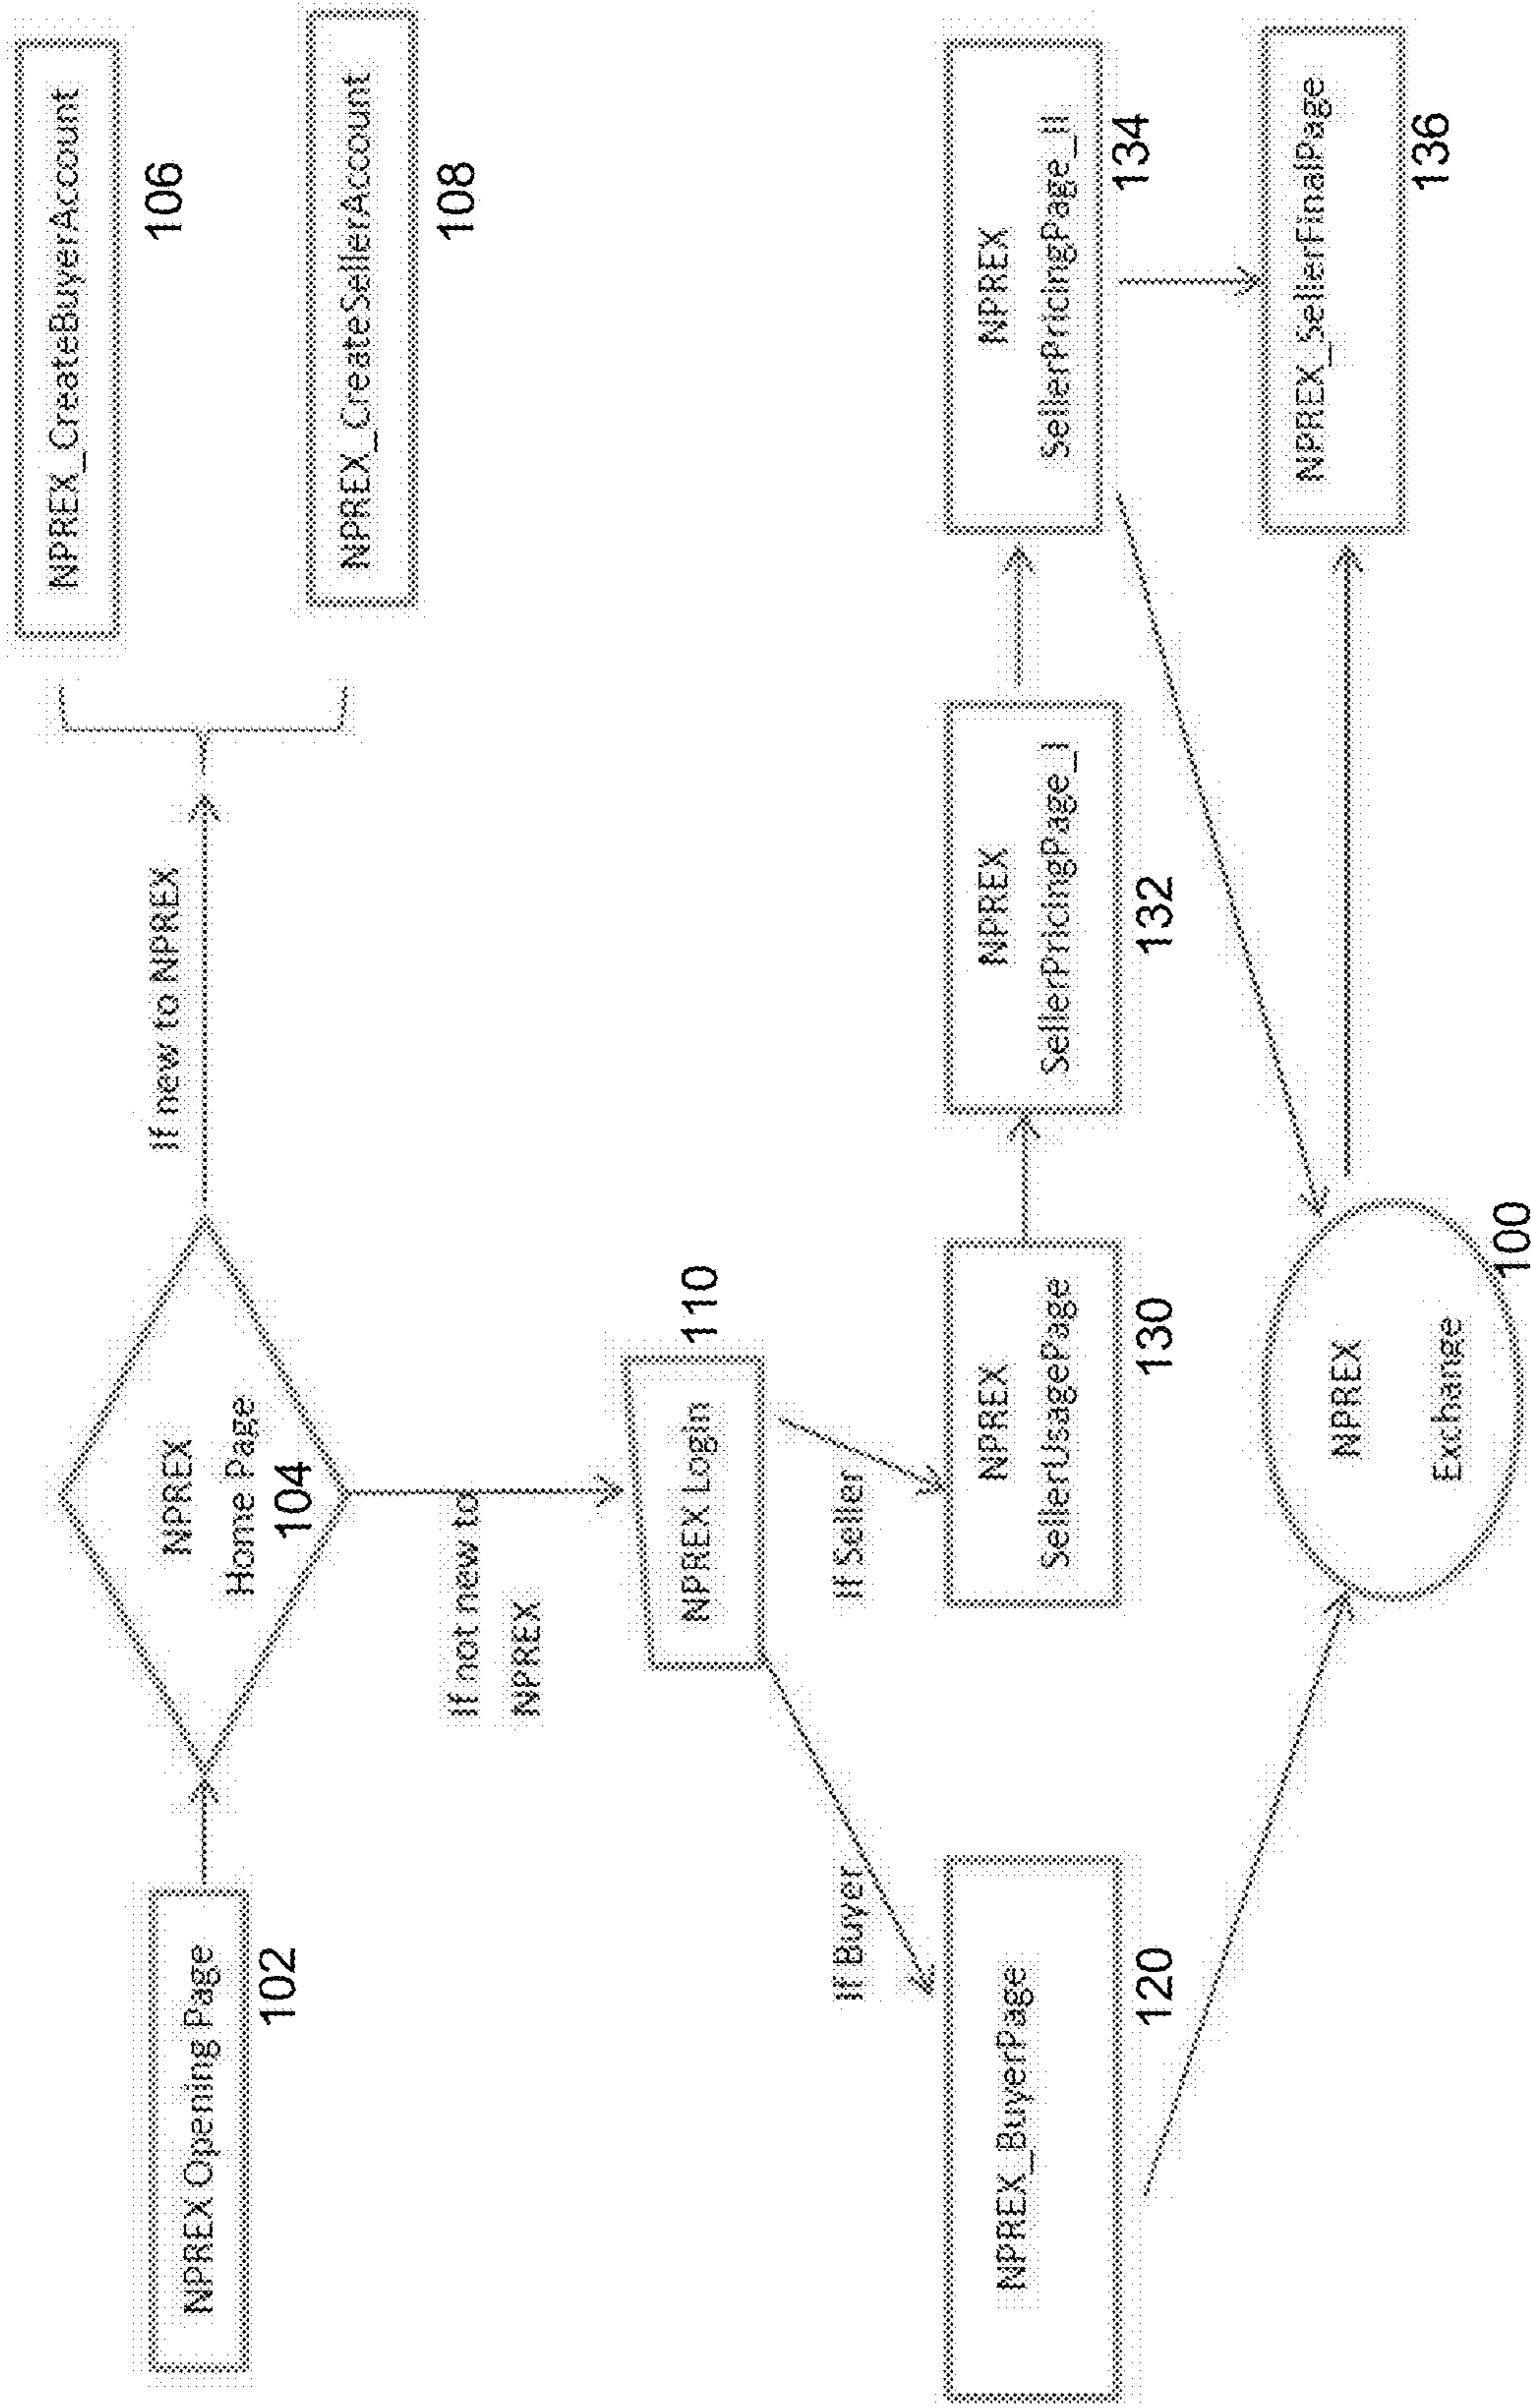 NPREX Opening Page
102
NPREX
Home Page
104
If new to NPREX
NPREX_CreateBuyerAccount
106
NPREX_CreateSellerAccount
108
If not new to
NPREX
NPREX Login
110
If Buyer
If Seller
NPREX_BuyerPage
120
NPREX
SellerUsagePage
130
NPREX
SellerPricingPage_I
132
NPREX
SellerPricingPage_II
134
NPREX
Exchange
100
NPREX_SellerFinalPage
136